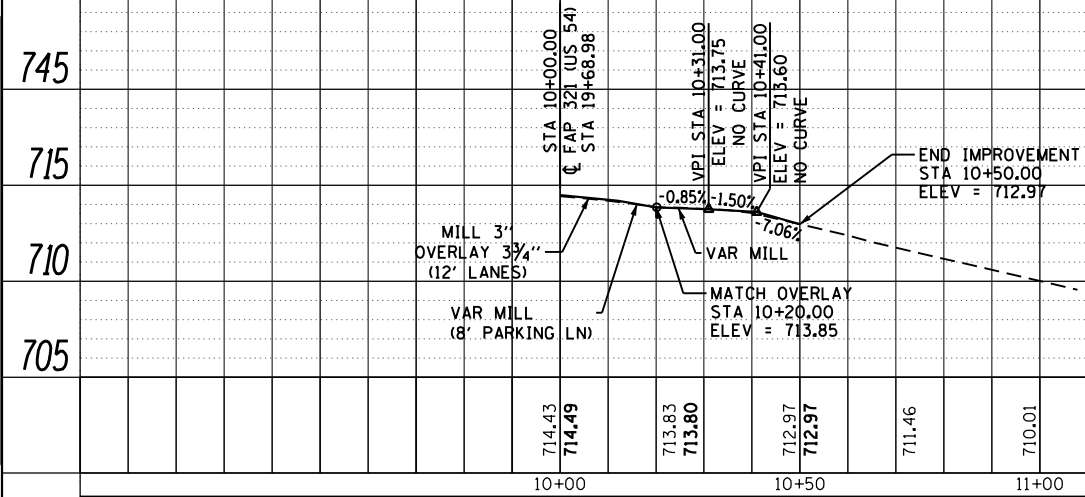 745
715
710
705
STA 10+00.00
℄ FAP 321 (US 54)
STA 19+68.98
VPI STA 10+31.00
ELEV = 713.75
NO CURVE
VPI STA 10+41.00
ELEV = 713.60
NO CURVE
END IMPROVEMENT
STA 10+50.00
ELEV = 712.97
-0.85%
-1.50%
-7.06%
MILL 3"
OVERLAY 3¾"
(12' LANES)
VAR MILL
VAR MILL
(8' PARKING LN)
MATCH OVERLAY
STA 10+20.00
ELEV = 713.85
714.43
714.49
713.83
713.80
712.97
712.97
711.46
710.01
10+00
10+50
11+00